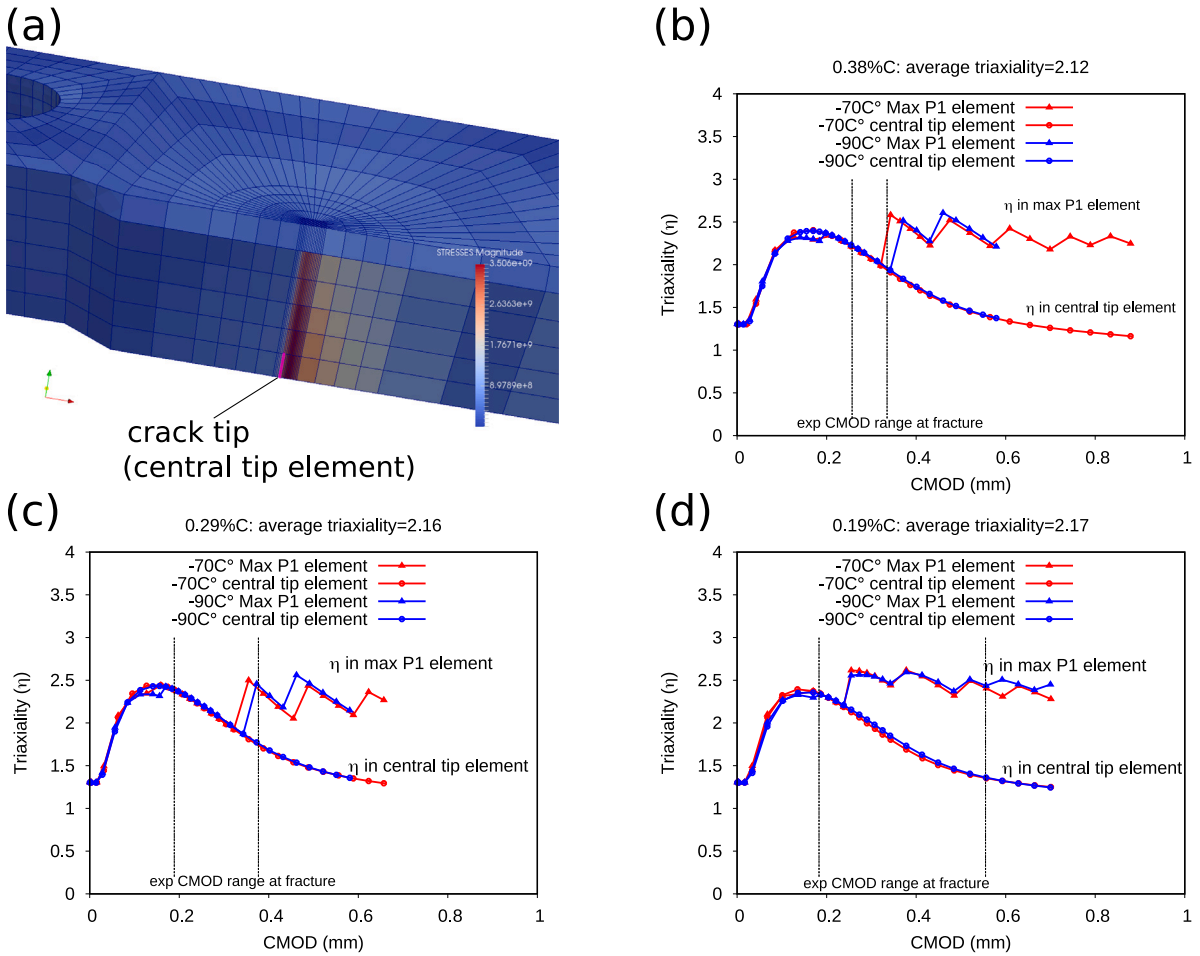 (a)
STRESSES Magnitude
3.506e+09
2.6363e+9
1.7671e+9
8.9789e+8
crack tip
(central tip element)
(b)
0.38%C: average triaxiality=2.12
-70C° Max P1 element
-70C° central tip element
-90C° Max P1 element
-90C° central tip element
4
3.5
3
2.5
2
1.5
1
0.5
0
Triaxiality (η)
η in max P1 element
η in central tip element
exp CMOD range at fracture
0 0.2 0.4 0.6 0.8 1
CMOD (mm)
(c)
0.29%C: average triaxiality=2.16
-70C° Max P1 element
-70C° central tip element
-90C° Max P1 element
-90C° central tip element
4
3.5
3
2.5
2
1.5
1
0.5
0
Triaxiality (η)
η in max P1 element
η in central tip element
exp CMOD range at fracture
0 0.2 0.4 0.6 0.8 1
CMOD (mm)
(d)
0.19%C: average triaxiality=2.17
-70C° Max P1 element
-70C° central tip element
-90C° Max P1 element
-90C° central tip element
4
3.5
3
2.5
2
1.5
1
0.5
0
Triaxiality (η)
η in max P1 element
η in central tip element
exp CMOD range at fracture
0 0.2 0.4 0.6 0.8 1
CMOD (mm)